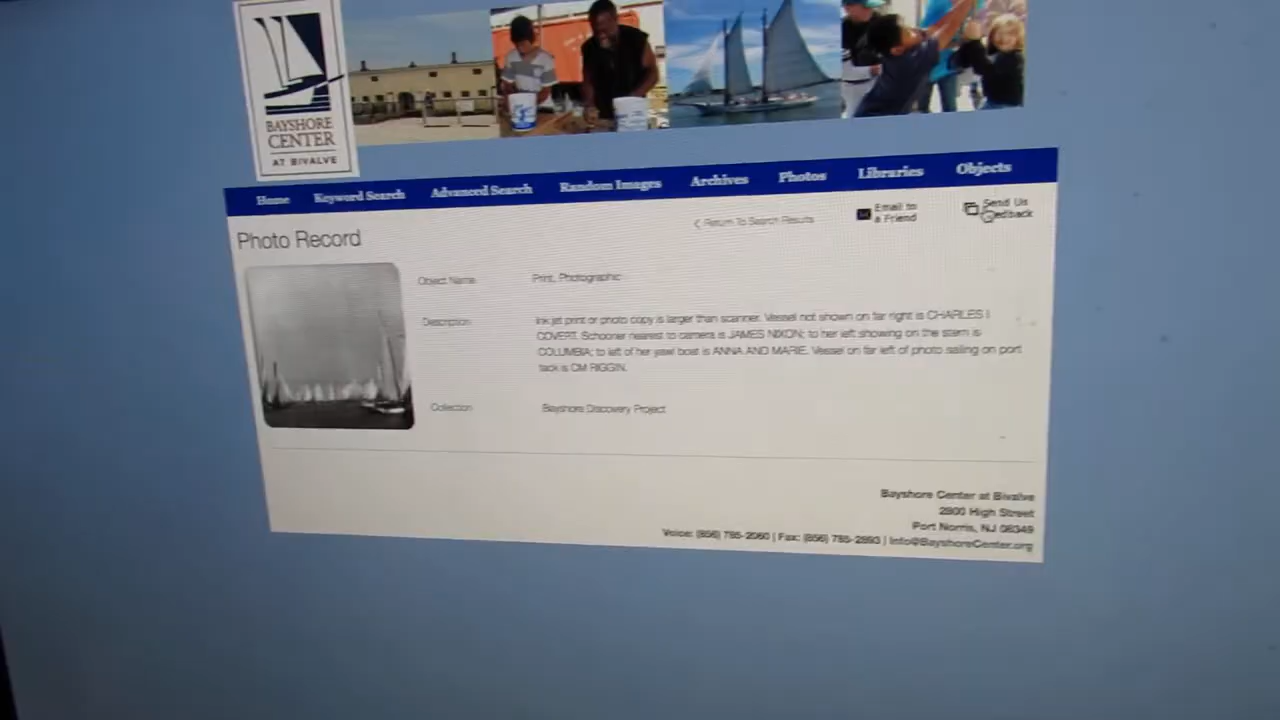 BAYSHORE
CENTER
AT BIVALVE
Home Keyword Search Advanced Search Random Images Archives Photos Libraries Objects
Return To Search Results
Email to
a Friend
Send Us
Feedback
Photo Record
Object Name Print, Photographic
Description Ink jet print or photo copy is larger than scanner. Vessel not shown on far right is CHARLES I
COVERT. Schooner nearest to camera is JAMES NIXON; to her left showing on the stern is
COLUMBIA; to left of her yawl boat is ANNA AND MARIE. Vessel on far left of photo sailing on port
tack is CM RIGGIN.
Collection Bayshore Discovery Project
Bayshore Center at Bivalve
2800 High Street
Port Norris, NJ 08349
Voice: (856) 785-2060 | Fax: (856) 785-2893 | Info@BayshoreCenter.org